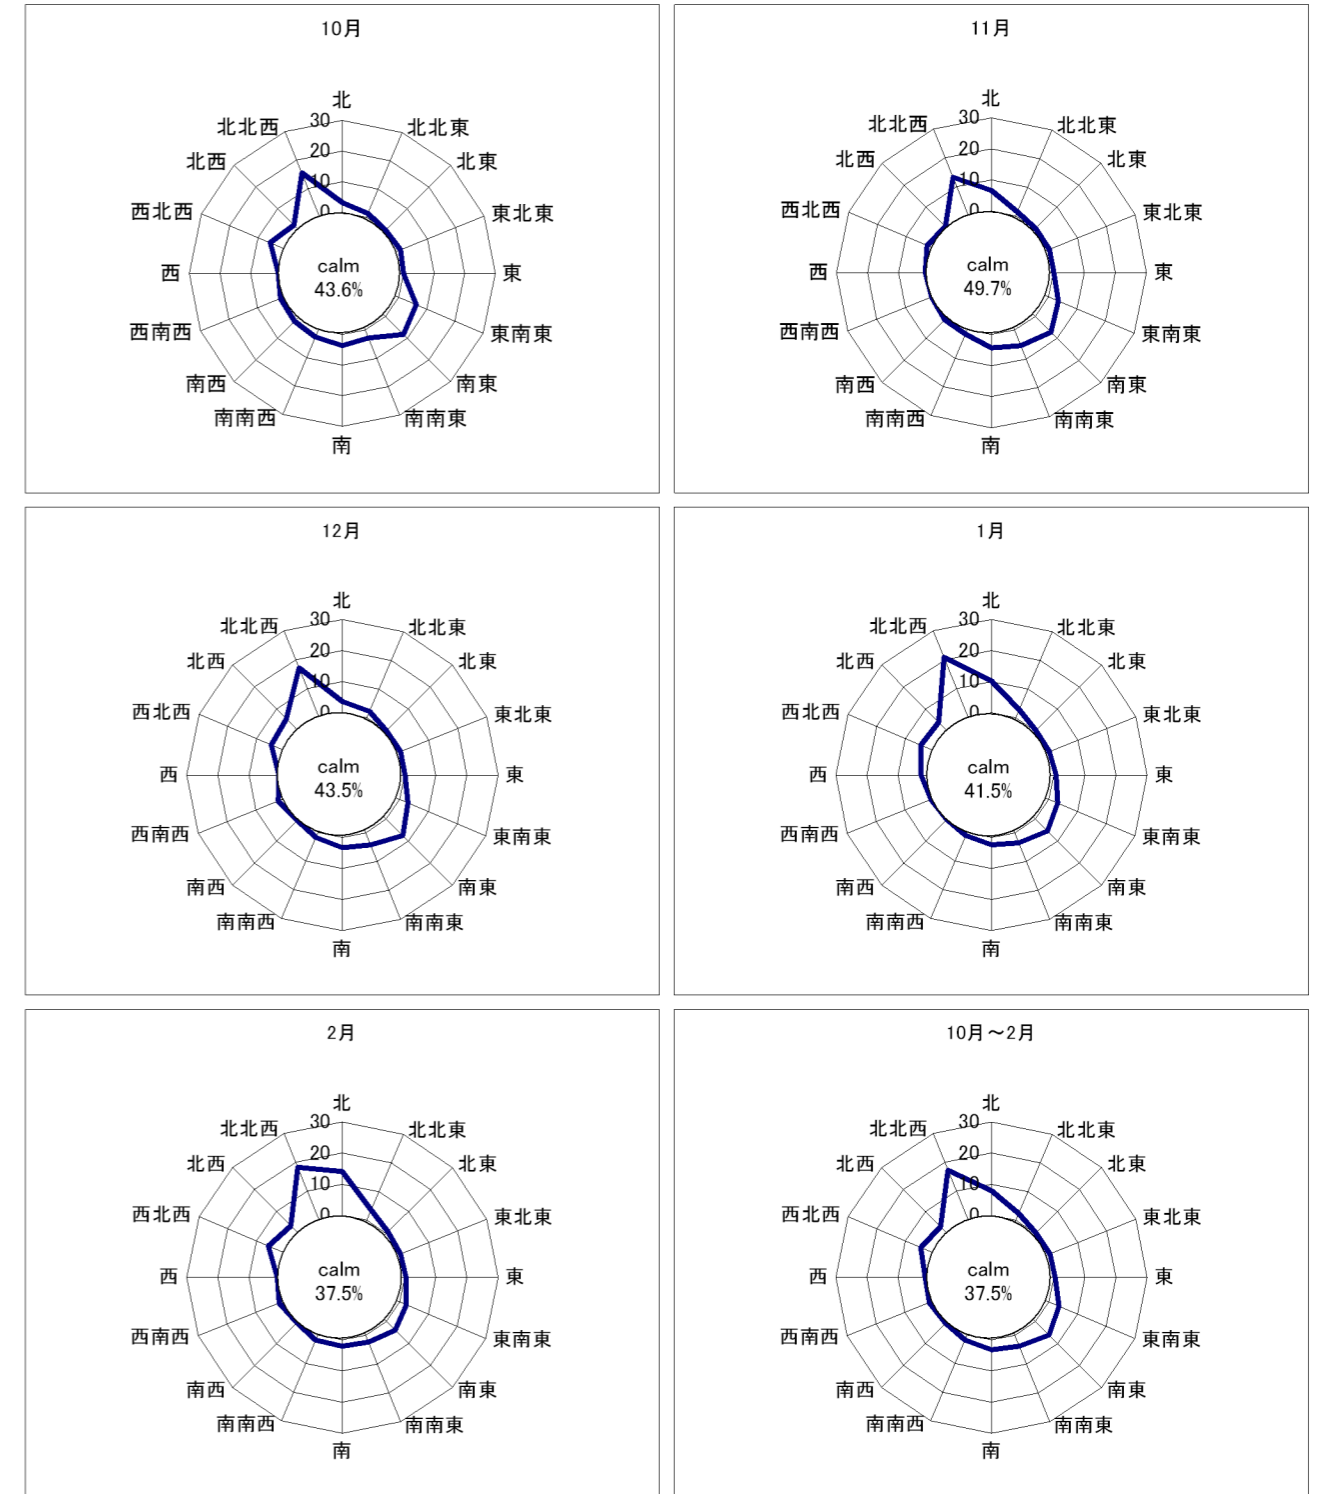 10月
北
30
北北西
北北東
20
北西
北東
10
西北西
東北東
0
calm
西
東
43.6%
西南西
東南東
南西
南東
南南西
南南東
南
11月
北
30
北北西
北北東
20
北西
北東
10
西北西
東北東
0
calm
西
東
49.7%
西南西
東南東
南西
南東
南南西
南南東
南
12月
北
30
北北西
北北東
20
北西
北東
10
西北西
東北東
0
calm
西
東
43.5%
西南西
東南東
南西
南東
南南西
南南東
南
1月
北
30
北北西
北北東
20
北西
北東
10
西北西
東北東
0
calm
西
東
41.5%
西南西
東南東
南西
南東
南南西
南南東
南
2月
北
30
北北西
北北東
20
北西
北東
10
西北西
東北東
0
calm
西
東
37.5%
西南西
東南東
南西
南東
南南西
南南東
南
10月～2月
北
30
北北西
北北東
20
北西
北東
10
西北西
東北東
0
calm
西
東
37.5%
西南西
東南東
南西
南東
南南西
南南東
南